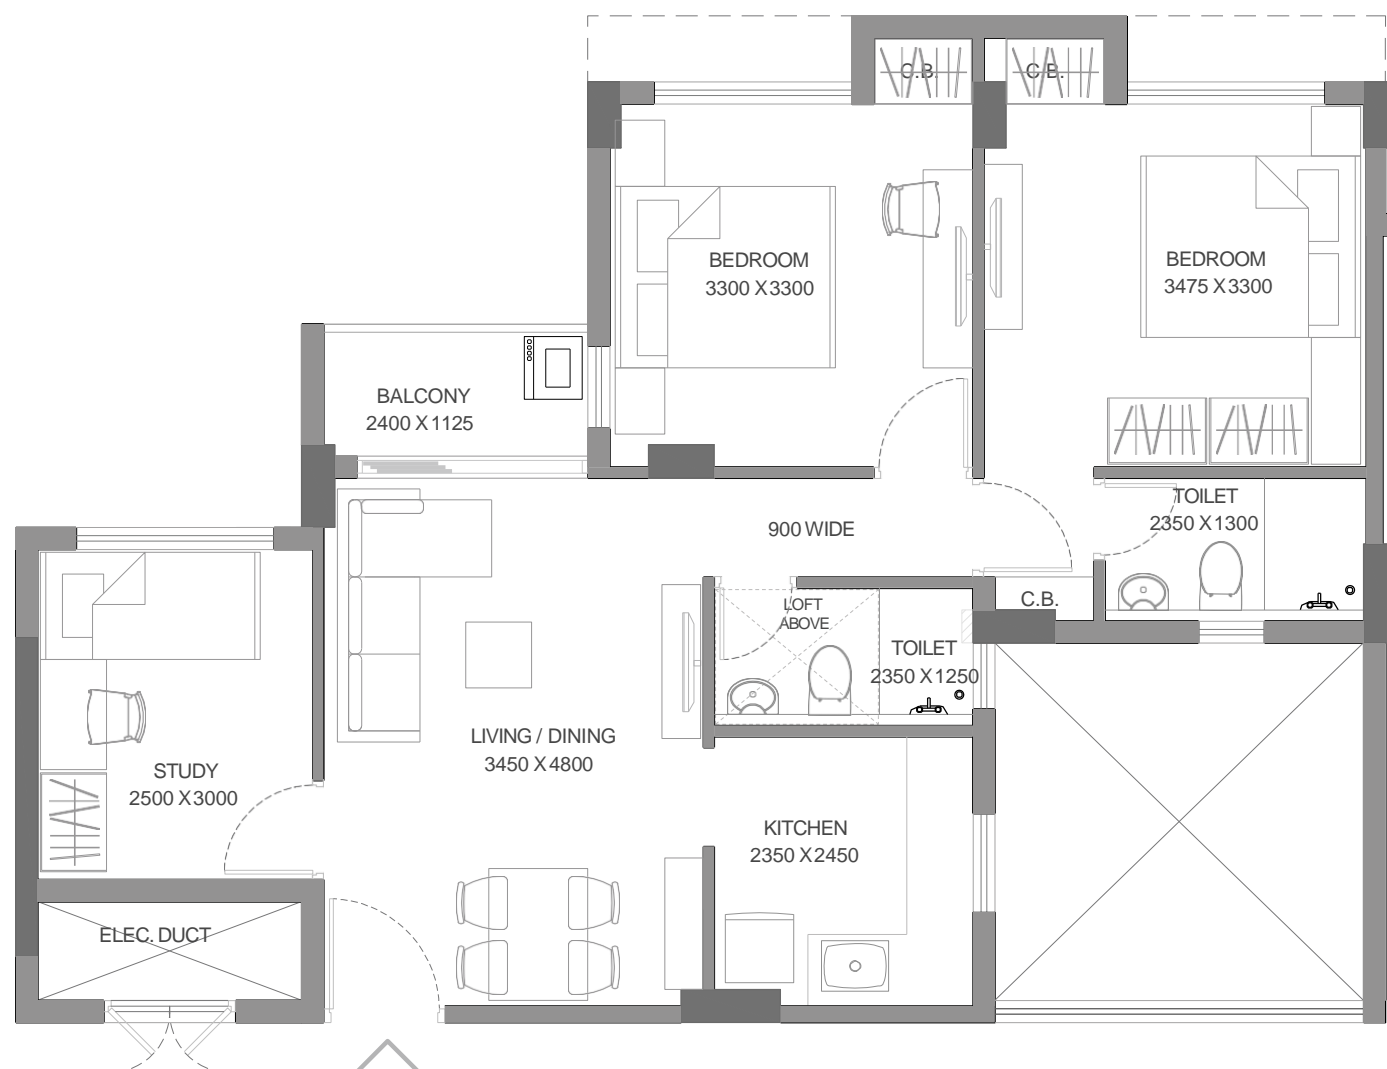 C.B.
C.B.
BEDROOM
3300 X 3300
BEDROOM
3475 X 3300
BALCONY
2400 X 1125
TOILET
2350 X 1300
900 WIDE
C.B.
LOFT
ABOVE
TOILET
2350 X 1250
LIVING / DINING
3450 X 4800
STUDY
2500 X 3000
KITCHEN
2350 X 2450
ELEC. DUCT